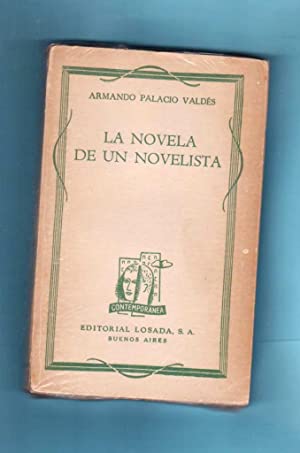 ARMANDO PALACIO VALDÉS
LA NOVELA
DE UN NOVELISTA
CONTEMPORÁNEA
EDITORIAL LOSADA, S. A.
BUENOS AIRES